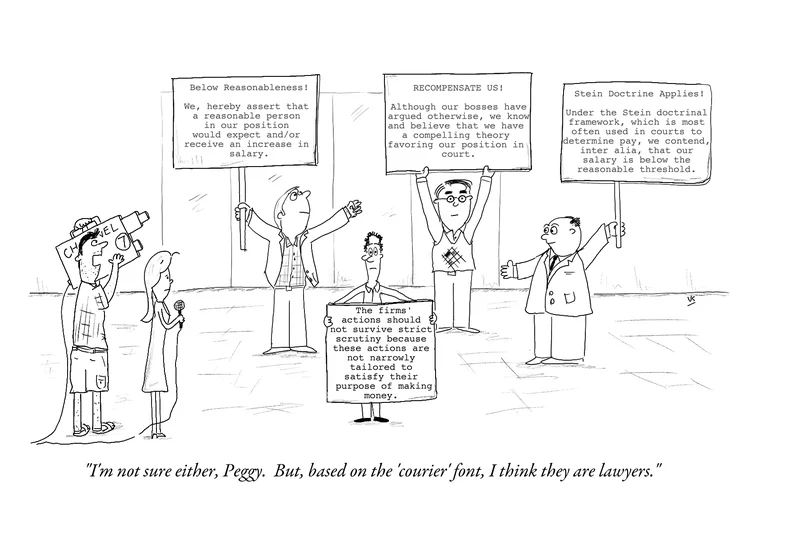 Below Reasonableness!
We, hereby assert that
a reasonable person
in our position
would expect and/or
receive an increase in
salary.
RECOMPENSATE US!
Although our bosses have
argued otherwise, we know
and believe that we have
a compelling theory
favoring our position in
court.
Stein Doctrine Applies!
Under the Stein doctrinal
framework, which is most
often used in courts to
determine pay, we contend,
inter alia, that our
salary is below the
reasonable threshold.
CHANNEL
7
The firms'
actions should
not survive strict
scrutiny because
these actions are
not narrowly
tailored to
satisfy their
purpose of making
money.
"I'm not sure either, Peggy. But, based on the 'courier' font, I think they are lawyers."